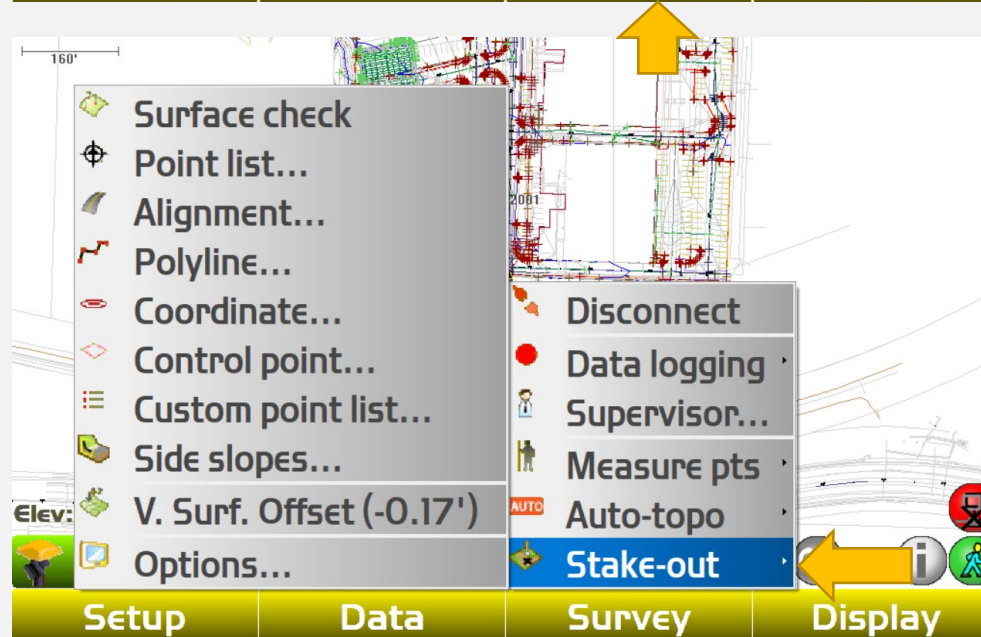 160'
Surface check
Point list...
Alignment...
Polyline...
Coordinate...
Control point...
Custom point list...
Side slopes...
V. Surf. Offset (-0.17')
Options...
2001
Disconnect
Data logging
Supervisor...
Measure pts
AUTO
Auto-topo
Stake-out
Elev:
i
Setup
Data
Survey
Display